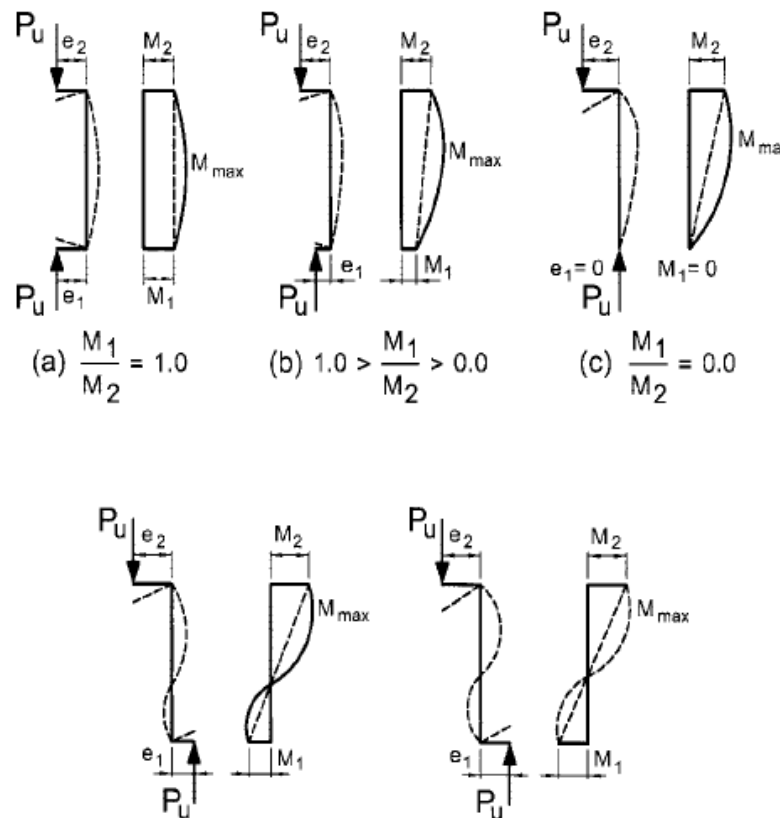 Pu e2 M2 Pu e2 M2 e2 M2
Mmax Mmax Mma
Pu e1 M1 Pu e1 M1 e1 = 0 Pu M1 = 0
(a) M1/M2 = 1.0 (b) 1.0 > M1/M2 > 0.0 (c) M1/M2 = 0.0
Pu e2 M2 Pu e2 M2
Mmax Mmax
e1 Pu M1 e1 Pu M1